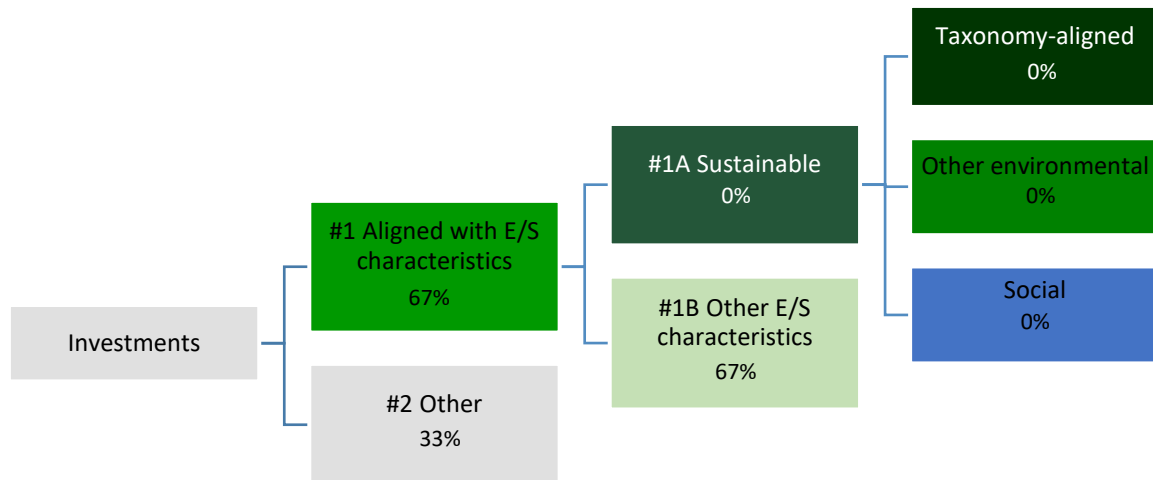 Investments
#1 Aligned with E/S
characteristics
67%
#2 Other
33%
#1A Sustainable
0%
#1B Other E/S
characteristics
67%
Taxonomy-aligned
0%
Other environmental
0%
Social
0%